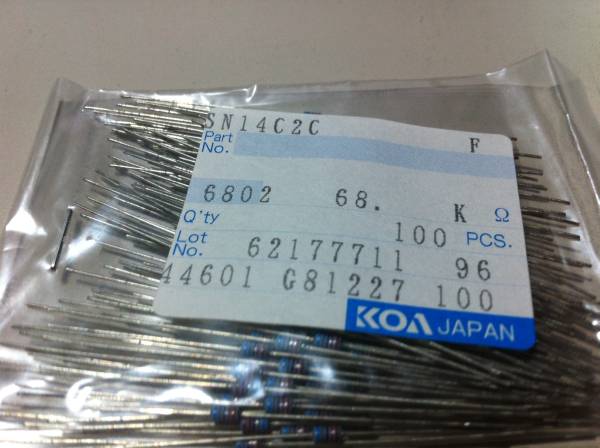 SN14C2C F
Part No.
6802 68. K Ω
Q'ty 100 PCS.
Lot No. 62177711 96
44601 G81227 100
KOA JAPAN